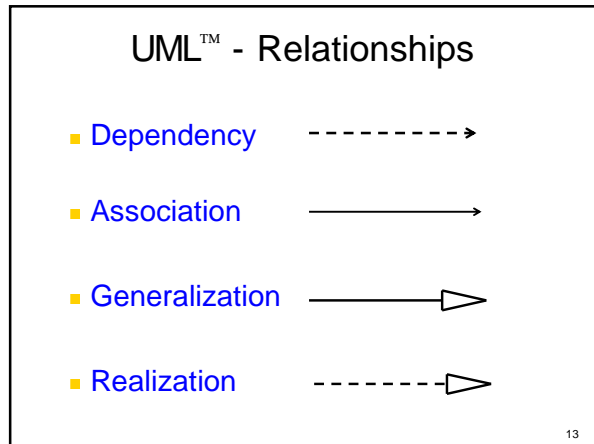 UML™ - Relationships
Dependency
Association
Generalization
Realization
13